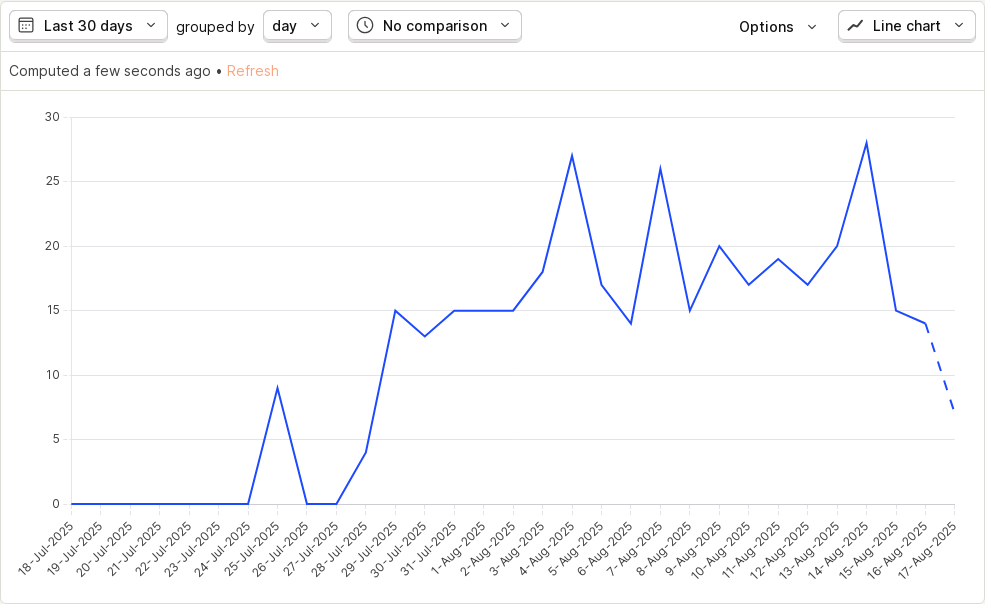 Last 30 days grouped by day No comparison Options Line chart
Computed a few seconds ago • Refresh
30
25
20
15
10
5
0
18-Jul-2025
19-Jul-2025
20-Jul-2025
21-Jul-2025
22-Jul-2025
23-Jul-2025
24-Jul-2025
25-Jul-2025
26-Jul-2025
27-Jul-2025
28-Jul-2025
29-Jul-2025
30-Jul-2025
31-Jul-2025
1-Aug-2025
2-Aug-2025
3-Aug-2025
4-Aug-2025
5-Aug-2025
6-Aug-2025
7-Aug-2025
8-Aug-2025
9-Aug-2025
10-Aug-2025
11-Aug-2025
12-Aug-2025
13-Aug-2025
14-Aug-2025
15-Aug-2025
16-Aug-2025
17-Aug-2025